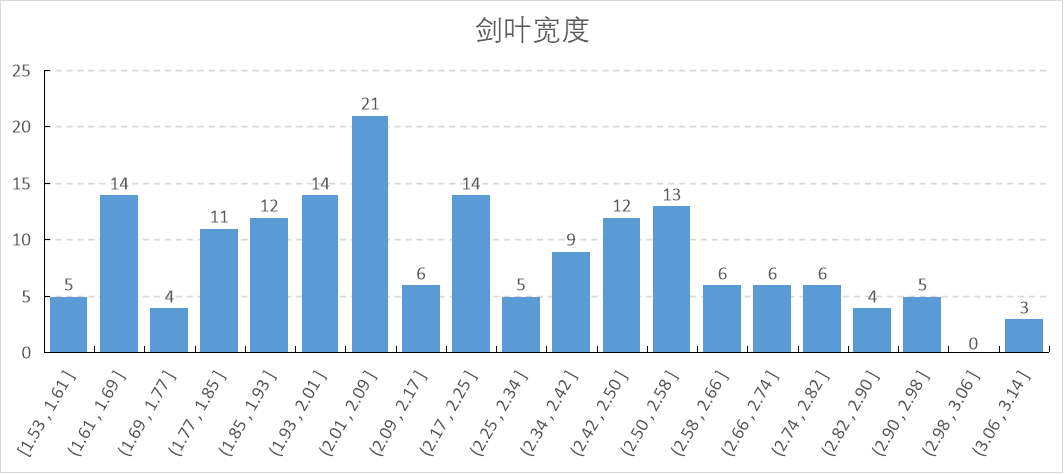 剑叶宽度
25
20
15
10
5
0
5
14
4
11
12
14
21
6
14
5
9
12
13
6
6
6
4
5
0
3
[1.53 , 1.61 ]
(1.61 , 1.69 ]
(1.69 , 1.77 ]
(1.77 , 1.85 ]
(1.85 , 1.93 ]
(1.93 , 2.01 ]
(2.01 , 2.09 ]
(2.09 , 2.17 ]
(2.17 , 2.25 ]
(2.25 , 2.34 ]
(2.34 , 2.42 ]
(2.42 , 2.50 ]
(2.50 , 2.58 ]
(2.58 , 2.66 ]
(2.66 , 2.74 ]
(2.74 , 2.82 ]
(2.82 , 2.90 ]
(2.90 , 2.98 ]
(2.98 , 3.06 ]
(3.06 , 3.14 ]